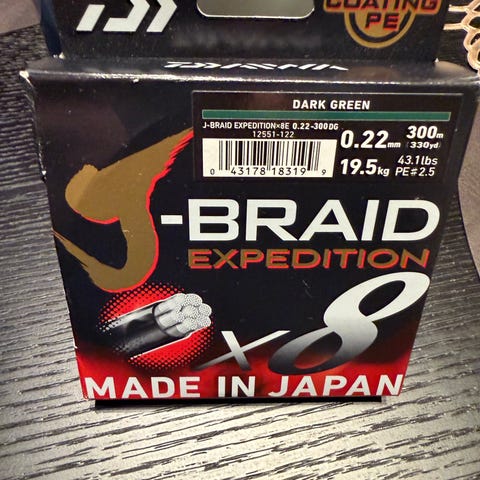 COATING
PE
DAIWA
DARK GREEN
J-BRAID EXPEDITION×8E 0.22-300DG
12551-122
0.22mm
300m
(330yd)
19.5kg
43.1lbs
PE#2.5
0 43178 18319 9
J-BRAID
EXPEDITION
x8
MADE IN JAPAN